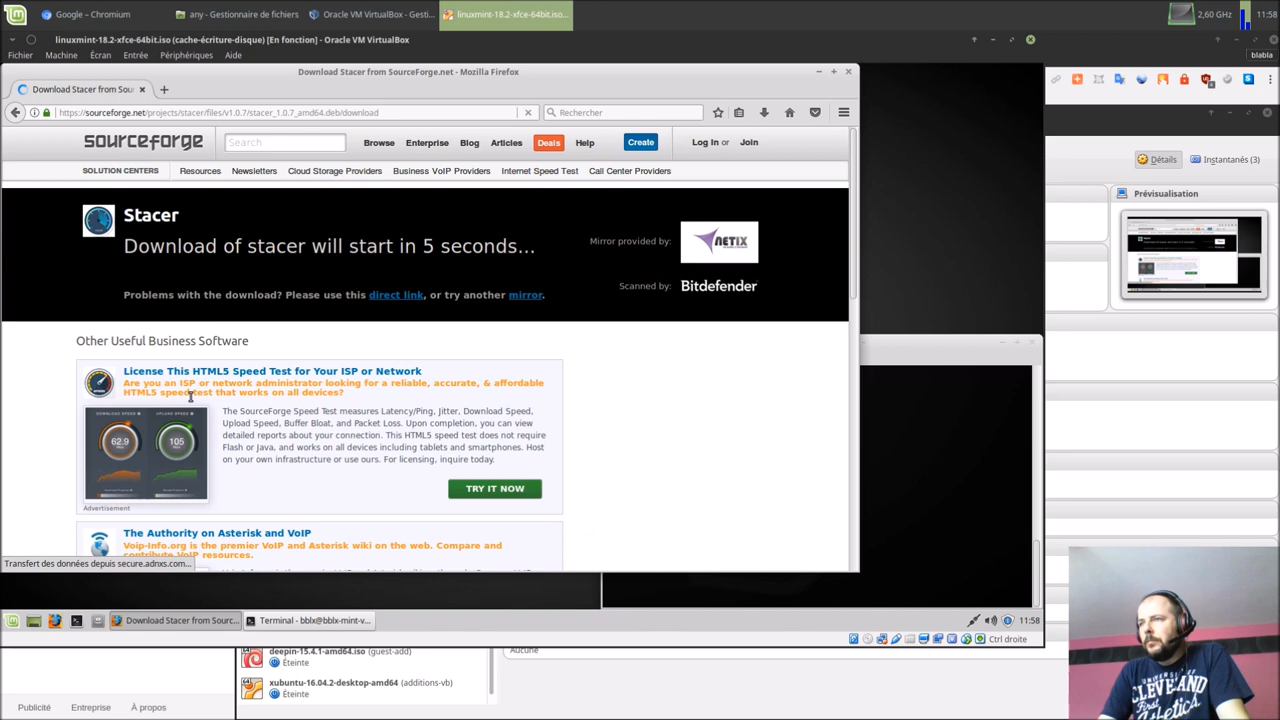 Google – Chromium
any - Gestionnaire de fichiers
Oracle VM VirtualBox - Gesti...
linuxmint-18.2-xfce-64bit.iso...
2,60 GHz
11:58
linuxmint-18.2-xfce-64bit.iso (cache-écriture-disque) [En fonction] - Oracle VM VirtualBox
Fichier Machine Écran Entrée Périphériques Aide
blabla
Download Stacer from SourceForge.net - Mozilla Firefox
Download Stacer from Sou
https://sourceforge.net/projects/stacer/files/v1.0.7/stacer_1.0.7_amd64.deb/download
Rechercher
sourceforge
Search
Browse Enterprise Blog Articles Deals Help Create Log In or Join
SOLUTION CENTERS Resources Newsletters Cloud Storage Providers Business VoIP Providers Internet Speed Test Call Center Providers
Détails
Instantanés (3)
Prévisualisation
Stacer
Download of stacer will start in 5 seconds...
Mirror provided by: NETIX
Problems with the download? Please use this direct link, or try another mirror.
Scanned by: Bitdefender
Other Useful Business Software
License This HTML5 Speed Test for Your ISP or Network
Are you an ISP or network administrator looking for a reliable, accurate, & affordable
HTML5 speed test that works on all devices?
DOWNLOAD SPEED UPLOAD SPEED
62.9 105
The SourceForge Speed Test measures Latency/Ping, Jitter, Download Speed,
Upload Speed, Buffer Bloat, and Packet Loss. Upon completion, you can view
detailed reports about your connection. This HTML5 speed test does not require
Flash or Java, and works on all devices including tablets and smartphones. Host
on your own infrastructure or use ours. For licensing, inquire today.
TRY IT NOW
Advertisement
The Authority on Asterisk and VoIP
Voip-Info.org is the premier VoIP and Asterisk wiki on the web. Compare and
contribute VoIP resources.
Transfert des données depuis secure.adnxs.com...
Download Stacer from Sourc...
Terminal - bblx@bblx-mint-v...
11:58
Ctrl droite
deepin-15.4.1-amd64.iso (guest-add)
Éteinte
xubuntu-16.04.2-desktop-amd64 (additions-vb)
Éteinte
Aucune
Publicité Entreprise À propos
CLEVELAND
First
Athletics